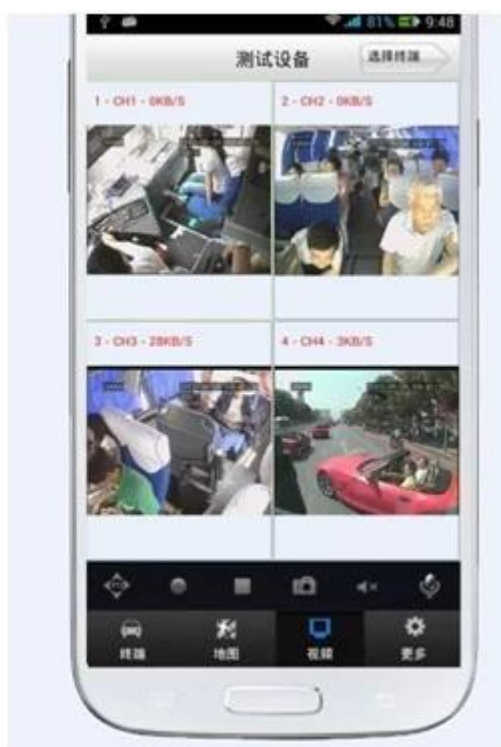 81% 9:48
测试设备 选择终端
1 - CH1 - 0KB/S 2 - CH2 - 0KB/S
3 - CH3 - 28KB/S 4 - CH4 - 3KB/S
终端 地图 视频 更多